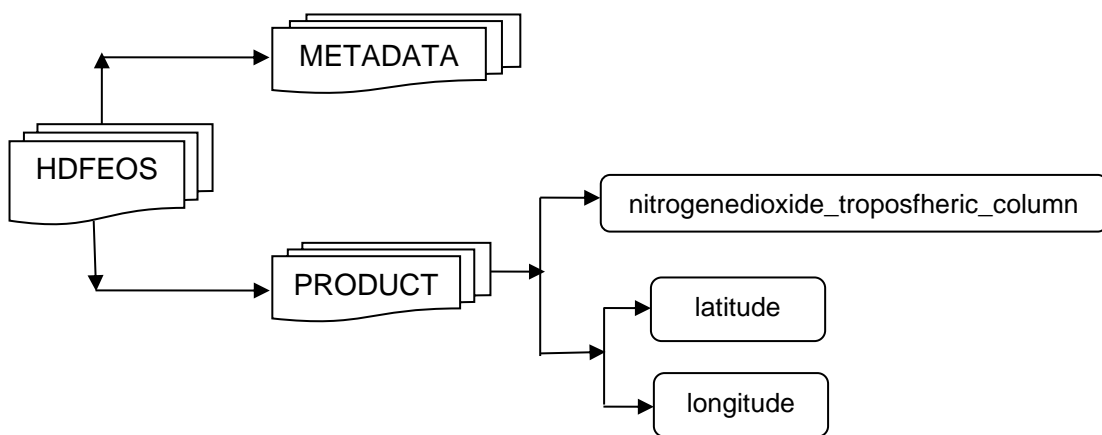 METADATA
HDFEOS
nitrogenedioxide_troposfheric_column
PRODUCT
latitude
longitude